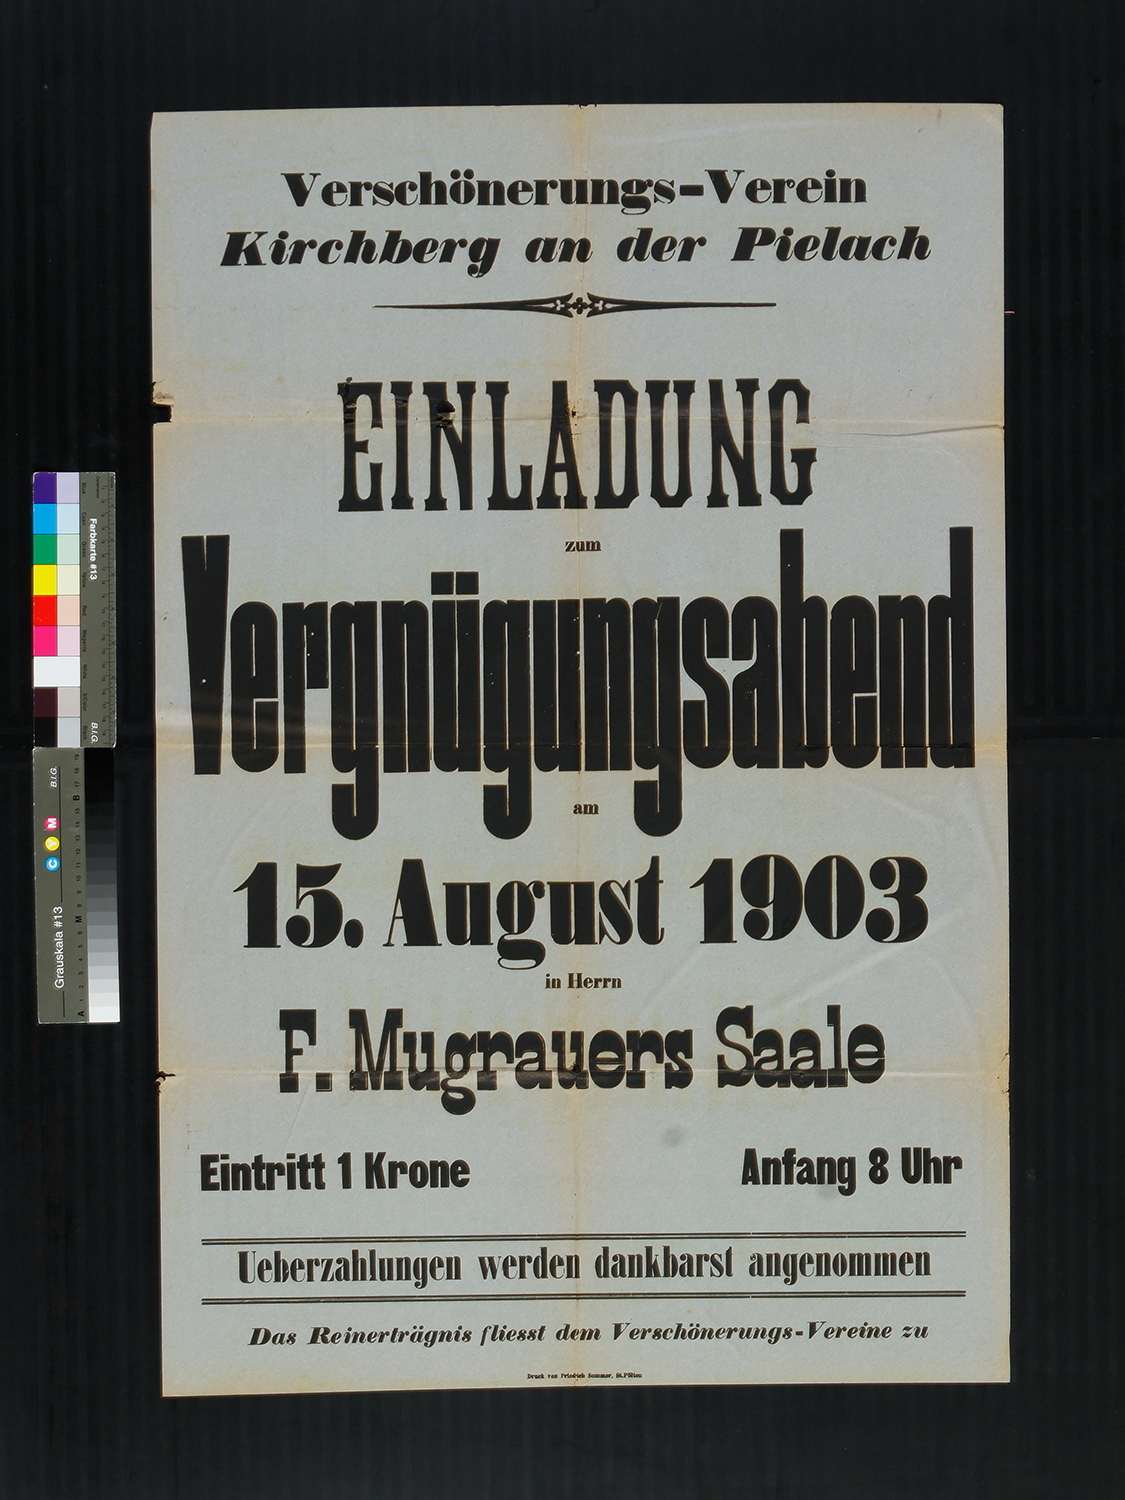 Verschönerungs-Verein
Kirchberg an der Pielach
EINLADUNG
zum
Vergnügungsabend
am
15. August 1903
in Herrn
F. Mugrauers Saale
Eintritt 1 Krone
Anfang 8 Uhr
Ueberzahlungen werden dankbarst angenommen
Das Reinerträgnis fliesst dem Verschönerungs-Vereine zu
Druck von Friedrich Sommer, St.Pölten
Farbkarte #13
B.I.G.
Grauskala #13
C Y M
B.I.G.